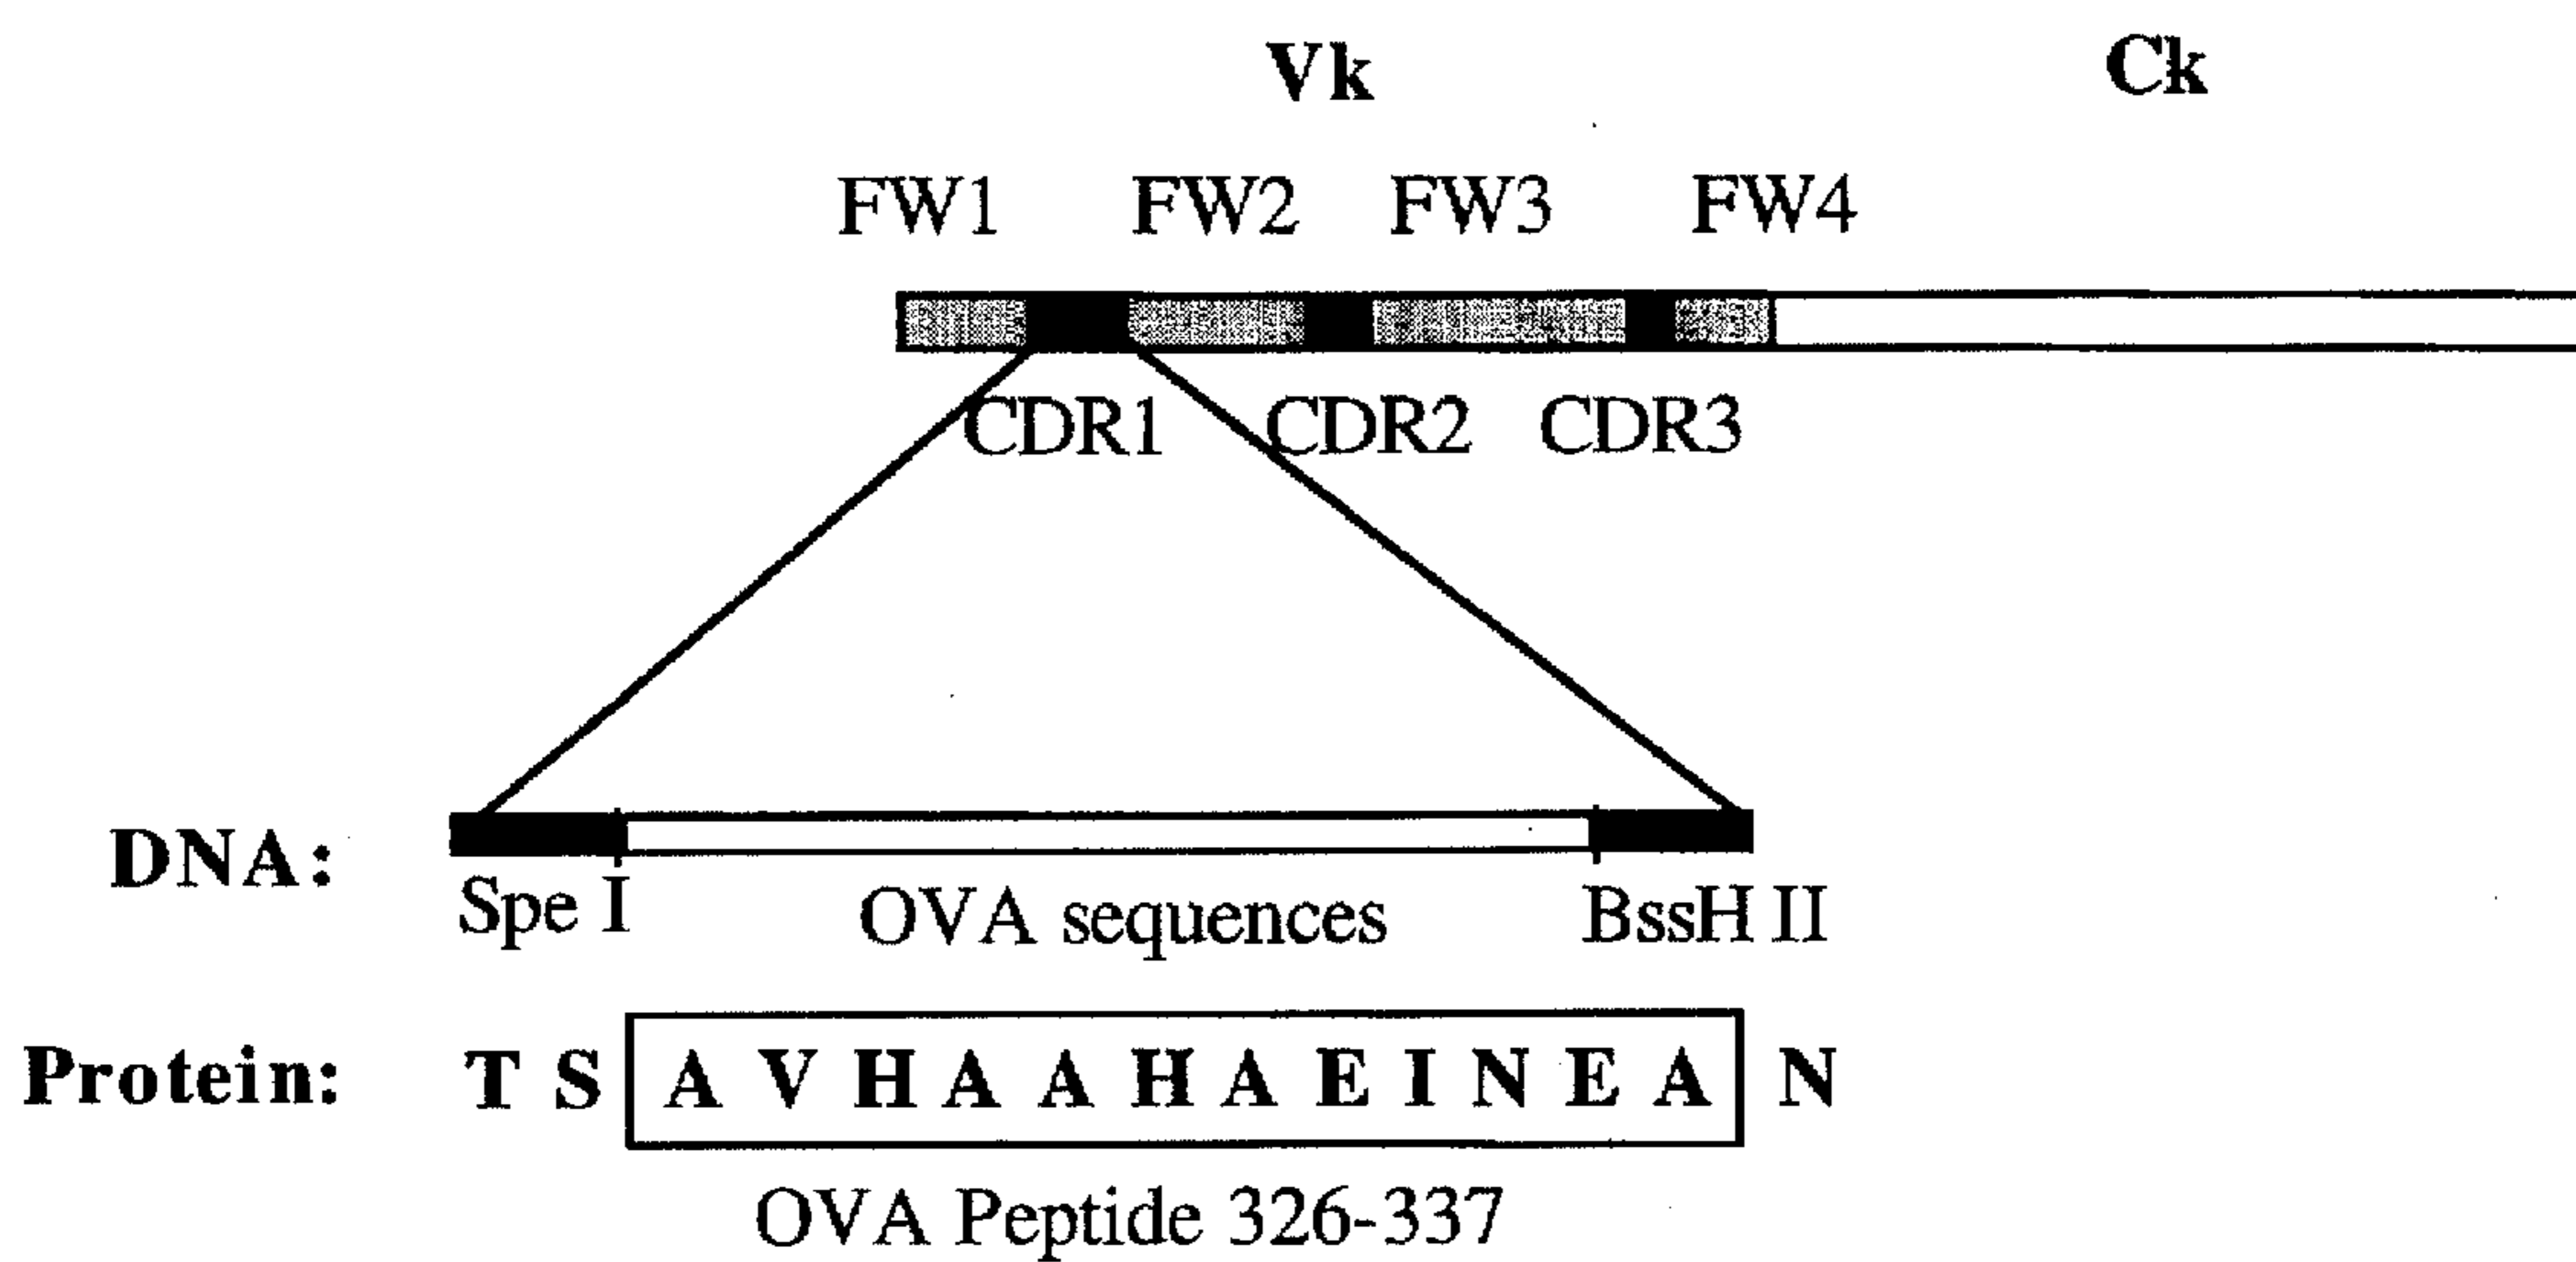 Vk Ck
FW1 FW2 FW3 FW4
CDR1 CDR2 CDR3
DNA:
Spe I OVA sequences BssH II
Protein: T S A V H A A H A E I N E A N
OVA Peptide 326-337